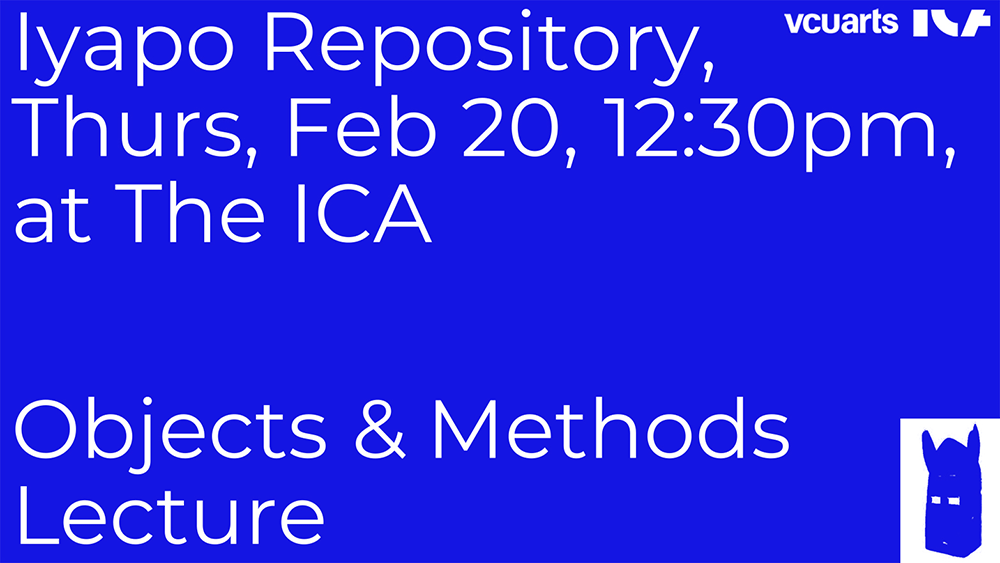 Iyapo Repository,
Thurs, Feb 20, 12:30pm,
at The ICA
vcuarts ICA
Objects & Methods
Lecture